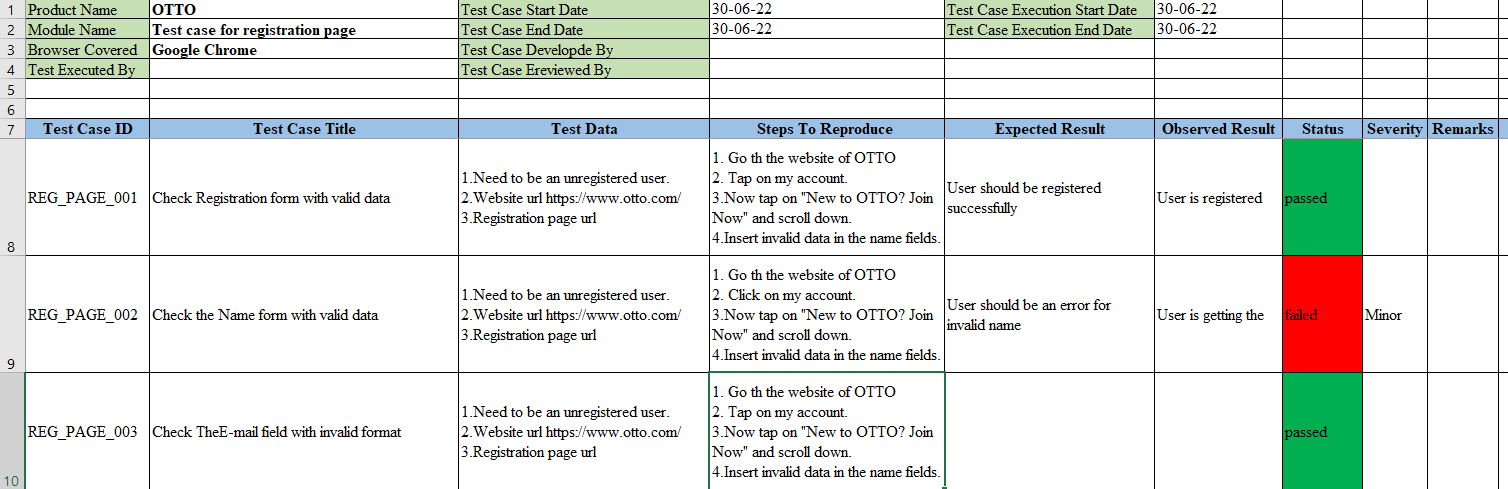 1 Product Name OTTO Test Case Start Date 30-06-22 Test Case Execution Start Date 30-06-22
2 Module Name Test case for registration page Test Case End Date 30-06-22 Test Case Execution End Date 30-06-22
3 Browser Covered Google Chrome Test Case Developde By
4 Test Executed By Test Case Ereviewed By
5
6
7 Test Case ID Test Case Title Test Data Steps To Reproduce Expected Result Observed Result Status Severity Remarks
8
REG_PAGE_001
Check Registration form with valid data
1.Need to be an unregistered user.
2.Website url https://www.otto.com/
3.Registration page url
1. Go th the website of OTTO
2. Tap on my account.
3.Now tap on "New to OTTO? Join
Now" and scroll down.
4.Insert invalid data in the name fields.
User should be registered
successfully
User is registered
passed
9
REG_PAGE_002
Check the Name form with valid data
1.Need to be an unregistered user.
2.Website url https://www.otto.com/
3.Registration page url
1. Go th the website of OTTO
2. Click on my account.
3.Now tap on "New to OTTO? Join
Now" and scroll down.
4.Insert invalid data in the name fields.
User should be an error for
invalid name
User is getting the
failed
Minor
10
REG_PAGE_003
Check TheE-mail field with invalid format
1.Need to be an unregistered user.
2.Website url https://www.otto.com/
3.Registration page url
1. Go th the website of OTTO
2. Tap on my account.
3.Now tap on "New to OTTO? Join
Now" and scroll down.
4.Insert invalid data in the name fields.
passed